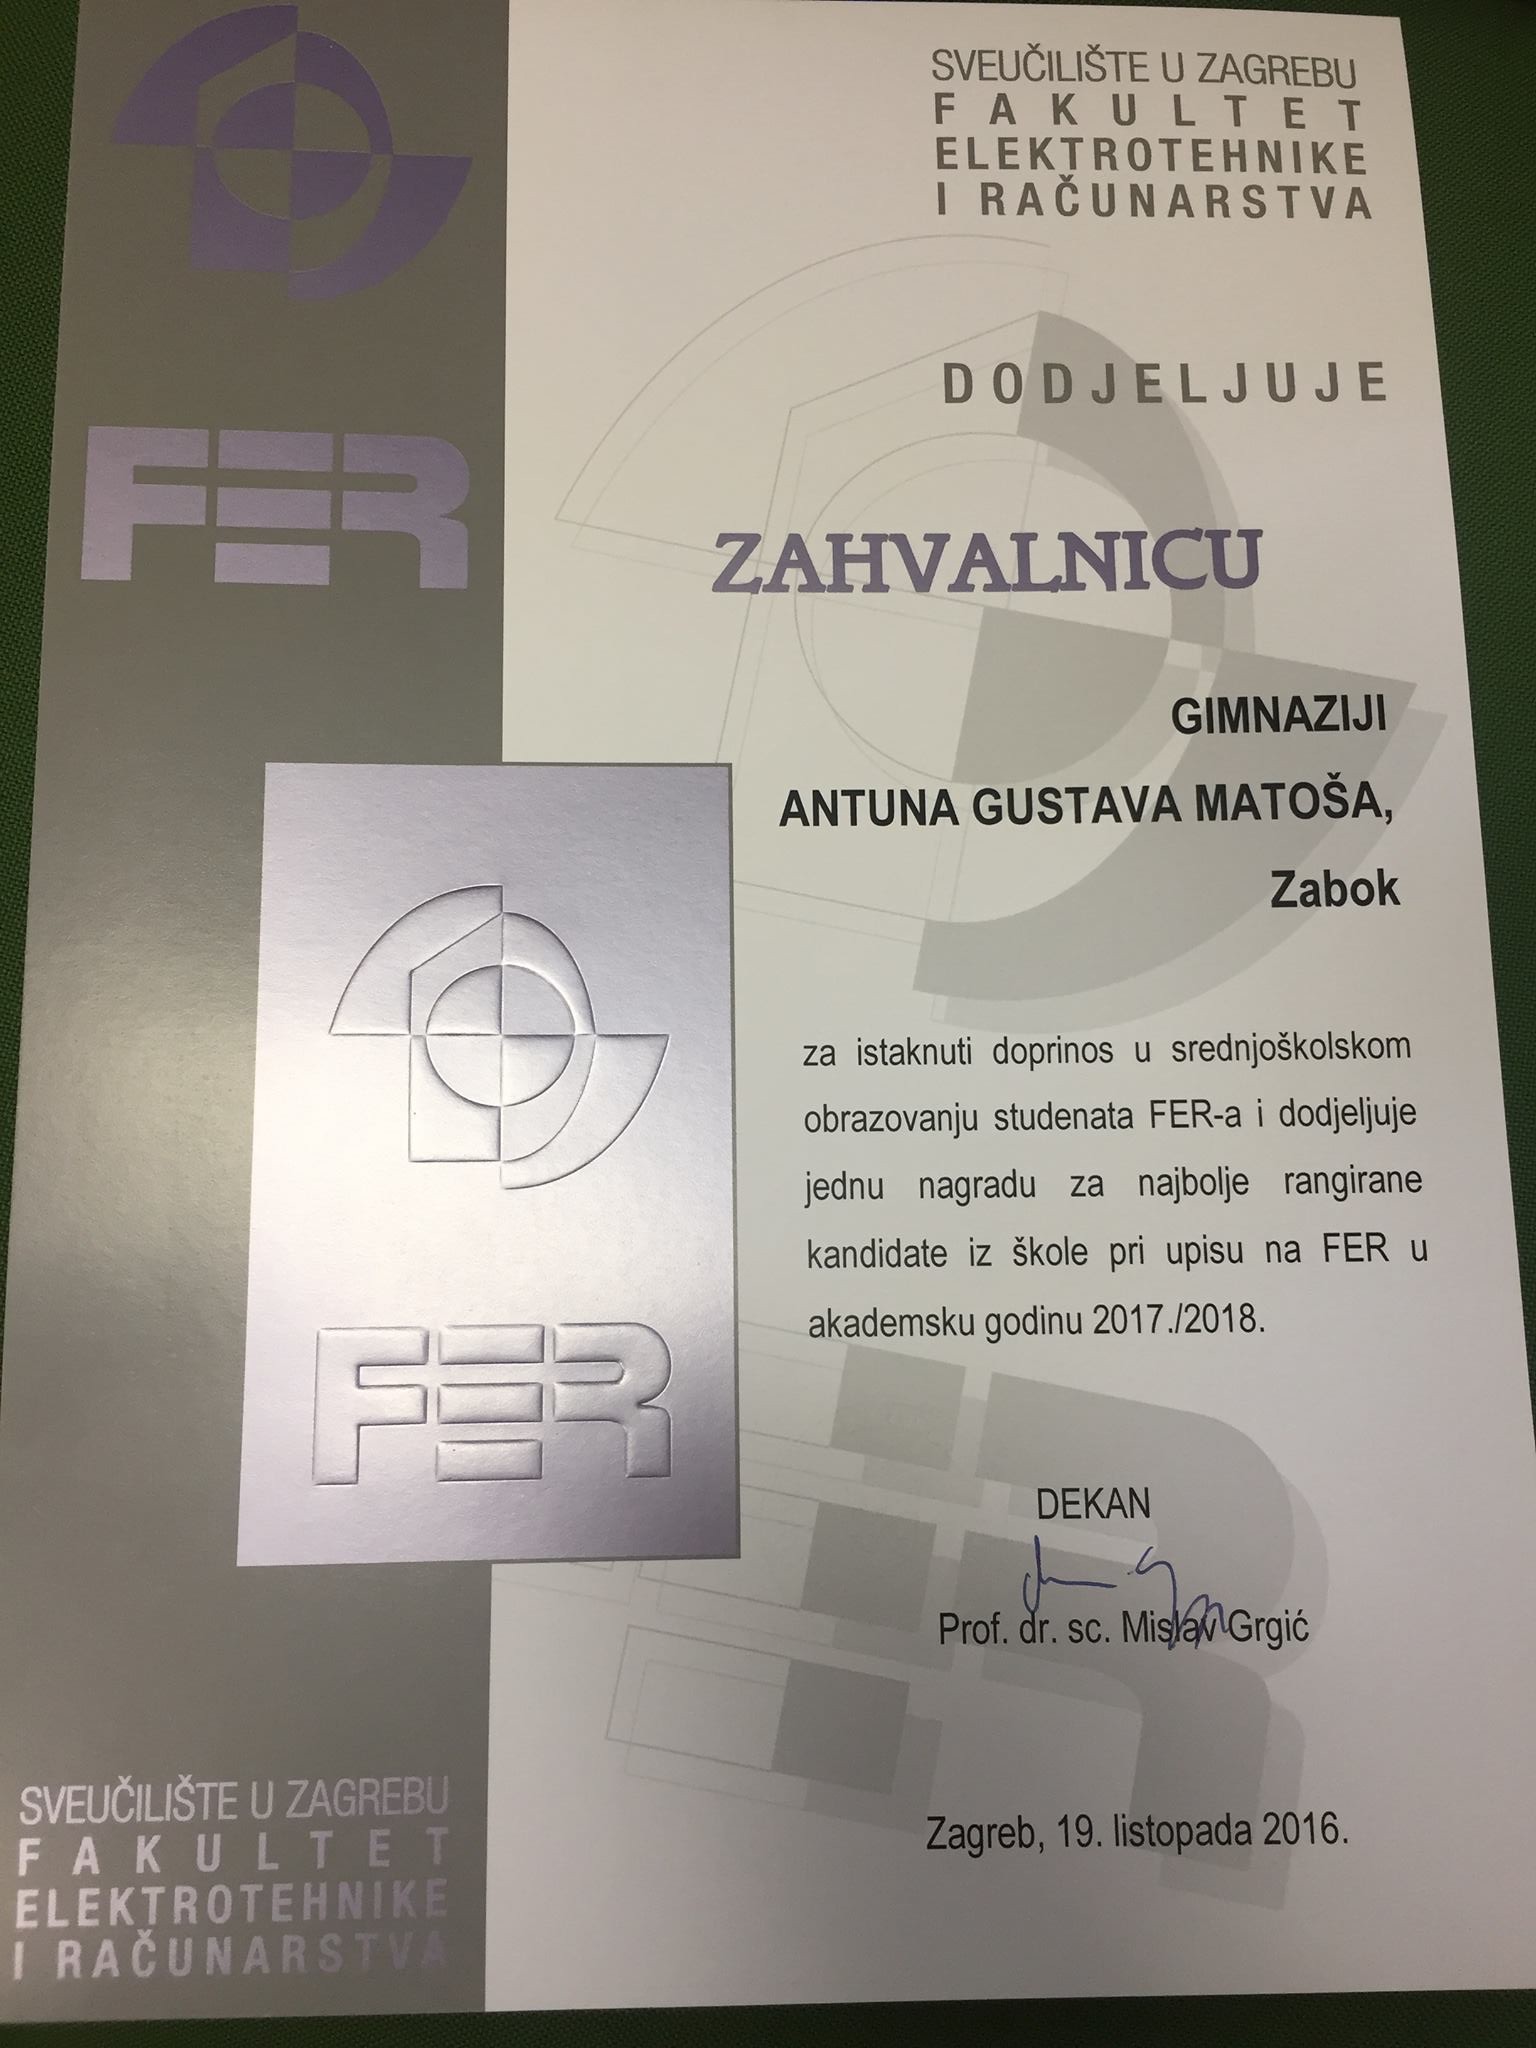 SVEUČILIŠTE U ZAGREBU
FAKULTET
ELEKTROTEHNIKE
I RAČUNARSTVA
FER
DODJELJUJE
ZAHVALNICU
GIMNAZIJI
ANTUNA GUSTAVA MATOŠA,
Zabok
za istaknuti doprinos u srednjoškolskom
obrazovanju studenata FER-a i dodjeljuje
jednu nagradu za najbolje rangirane
kandidate iz škole pri upisu na FER u
akademsku godinu 2017./2018.
FER
DEKAN
Prof. dr. sc. Mislav Grgić
Zagreb, 19. listopada 2016.
SVEUČILIŠTE U ZAGREBU
FAKULTET
ELEKTROTEHNIKE
I RAČUNARSTVA